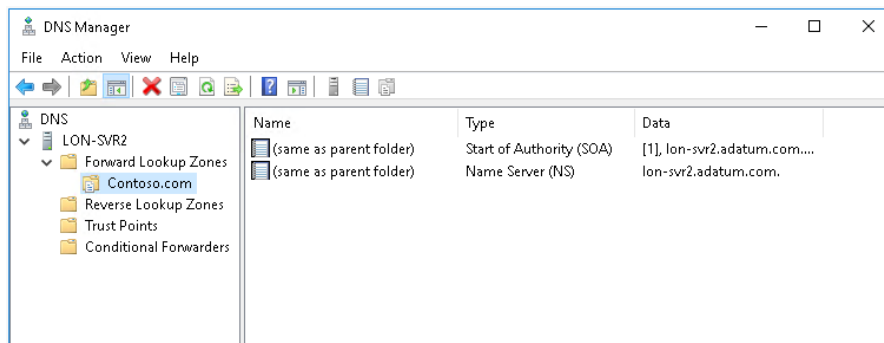 DNS Manager
File Action View Help
DNS
LON-SVR2
Forward Lookup Zones
Contoso.com
Reverse Lookup Zones
Trust Points
Conditional Forwarders
Name Type Data
(same as parent folder) Start of Authority (SOA) [1], lon-svr2.adatum.com....
(same as parent folder) Name Server (NS) lon-svr2.adatum.com.